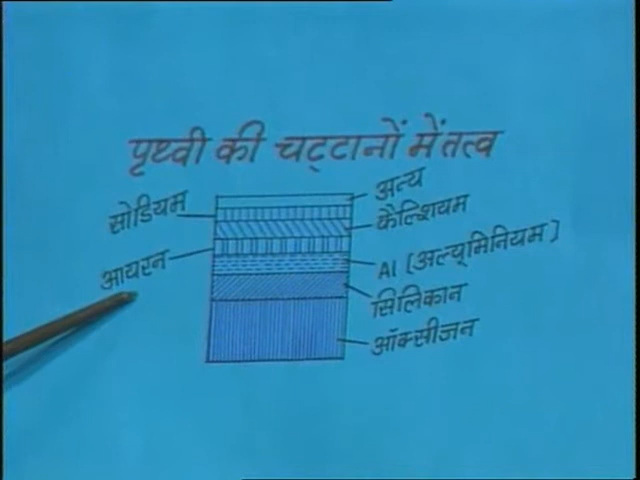 पृथ्वी की चट्टानों में तत्व
अन्य
सोडियम
कैल्शियम
आयरन
Al [अल्यूमिनियम]
सिलिकान
ऑक्सीजन